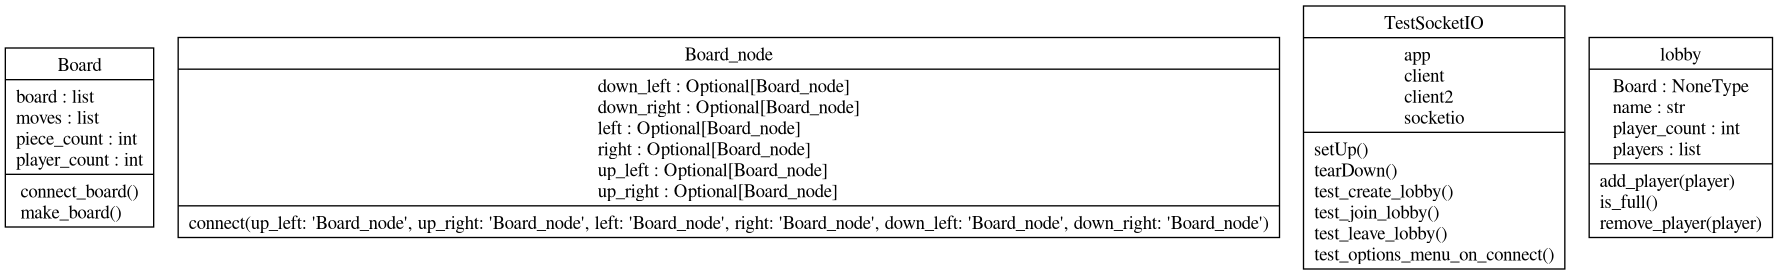 Board
board : list
moves : list
piece_count : int
player_count : int
connect_board()
make_board()
Board_node
down_left : Optional[Board_node]
down_right : Optional[Board_node]
left : Optional[Board_node]
right : Optional[Board_node]
up_left : Optional[Board_node]
up_right : Optional[Board_node]
connect(up_left: 'Board_node', up_right: 'Board_node', left: 'Board_node', right: 'Board_node', down_left: 'Board_node', down_right: 'Board_node')
TestSocketIO
app
client
client2
socketio
setUp()
tearDown()
test_create_lobby()
test_join_lobby()
test_leave_lobby()
test_options_menu_on_connect()
lobby
Board : NoneType
name : str
player_count : int
players : list
add_player(player)
is_full()
remove_player(player)